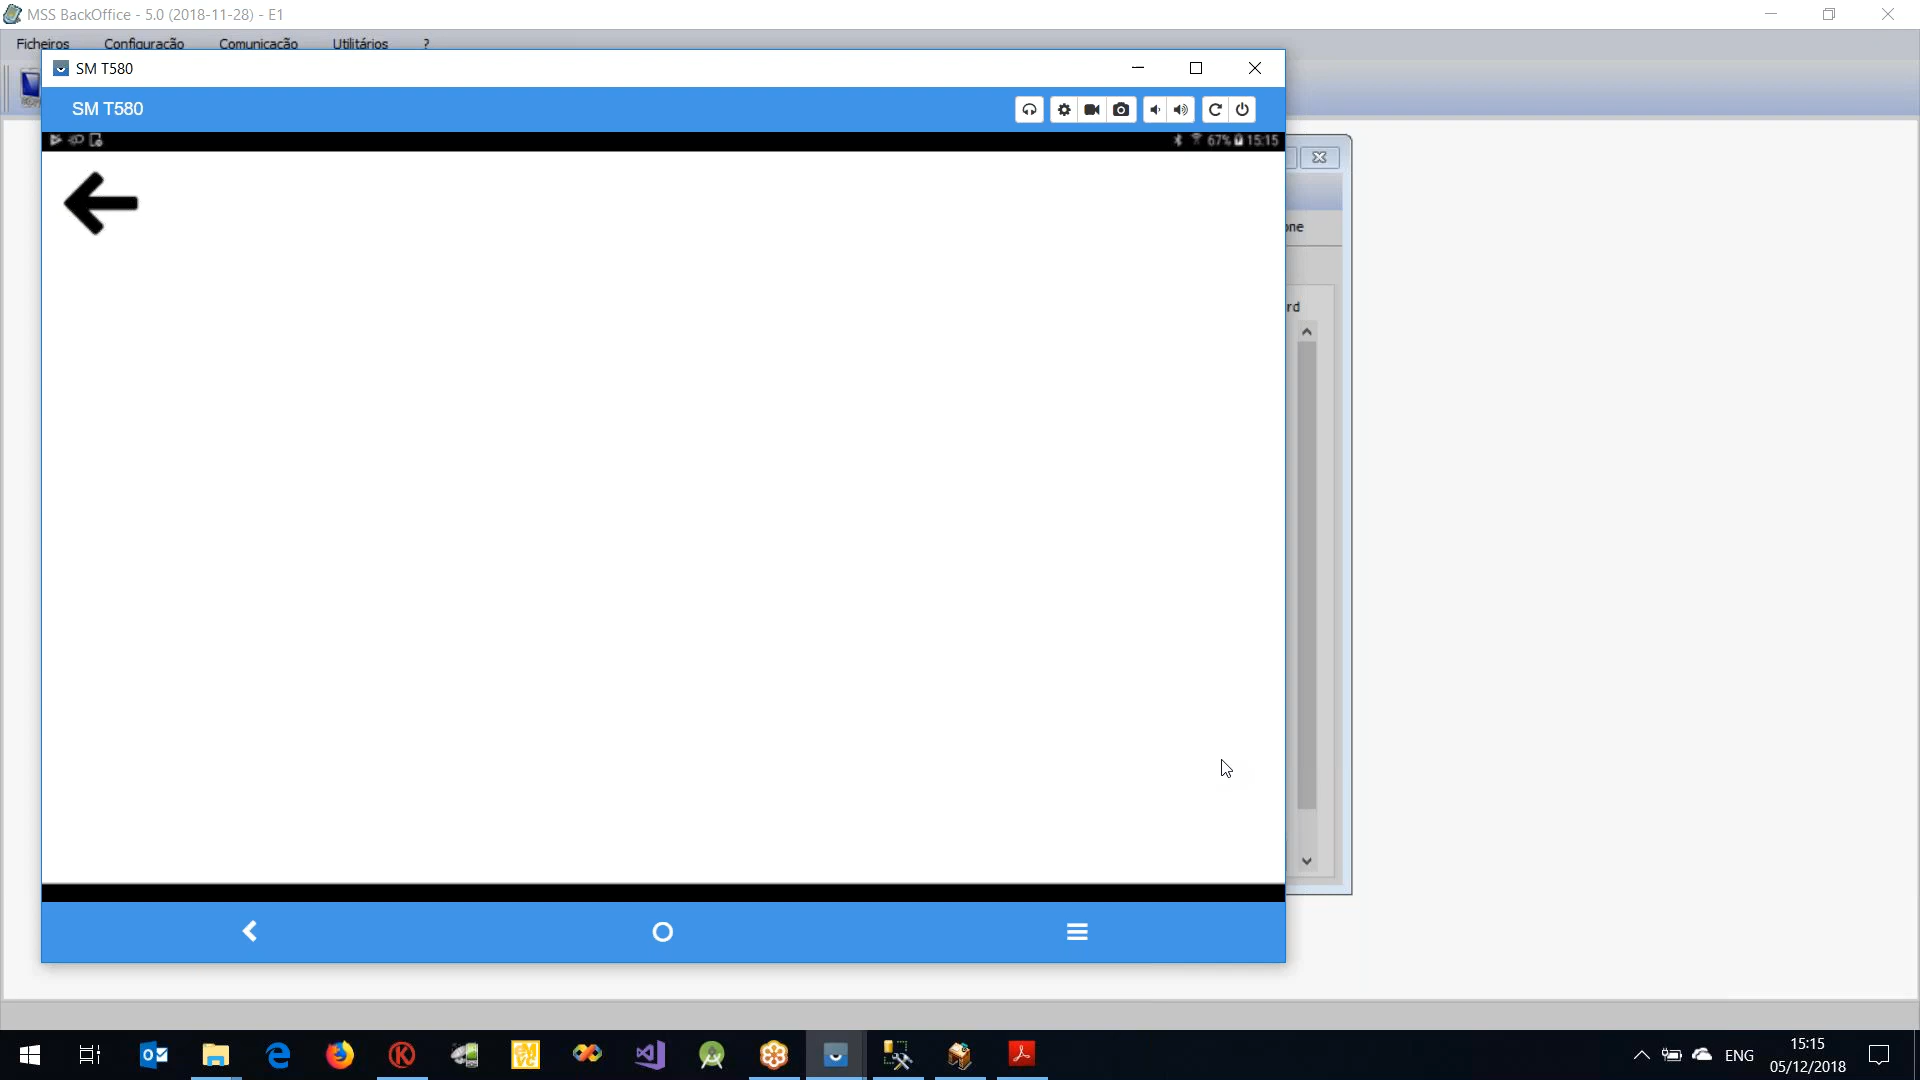 MSS BackOffice - 5.0 (2018-11-28) - E1
Ficheiros Configuração Comunicação Utilitários ?
SM T580
SM T580
67% 15:15
one
rd
ENG
15:15
05/12/2018